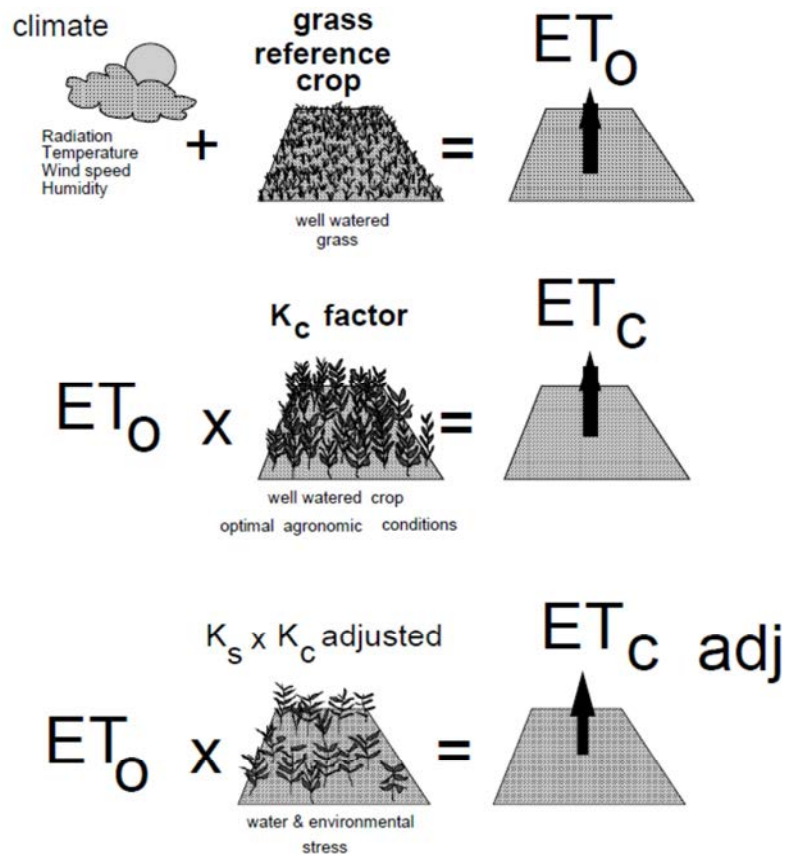 climate
Radiation
Temperature
Wind speed
Humidity
+
grass
reference
crop
well watered
grass
=
ETo
ETo
x
Kc factor
well watered crop
optimal agronomic conditions
=
ETc
ETo
x
Ks x Kc adjusted
water & environmental
stress
=
ETc adj